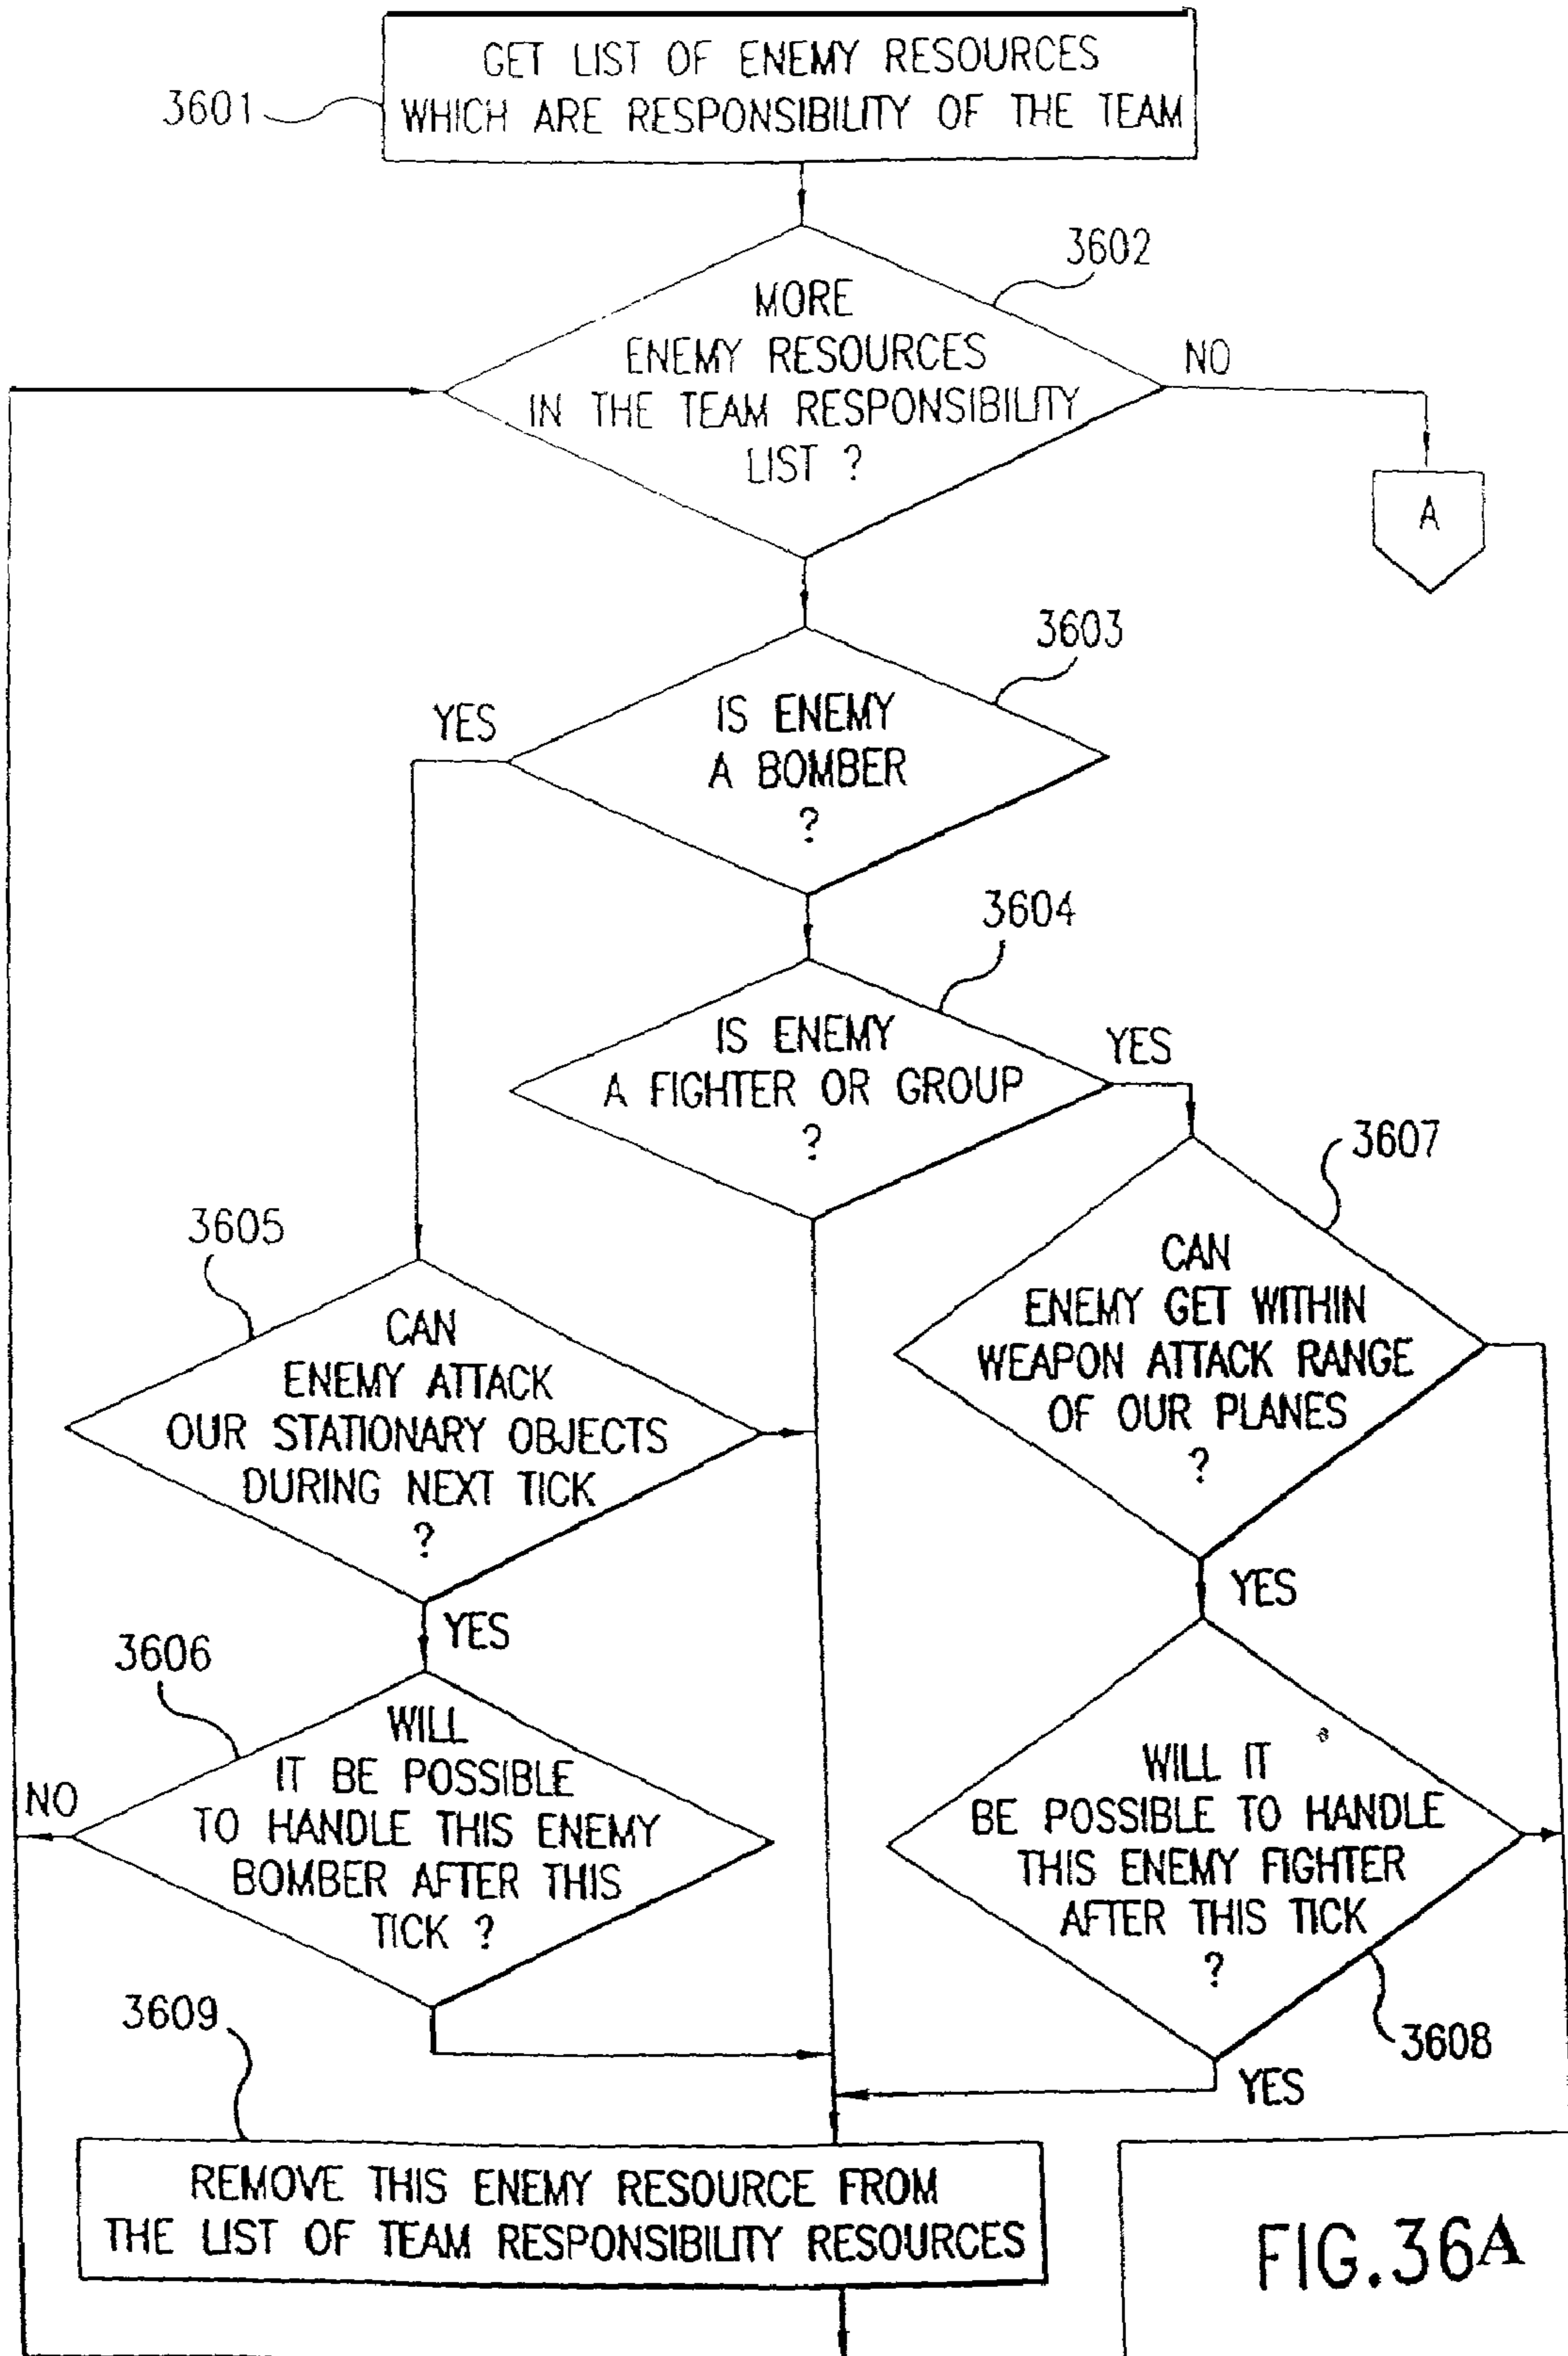 GET LIST OF ENEMY RESOURCES
WHICH ARE RESPONSIBILITY OF THE TEAM
3601
3602
MORE
ENEMY RESOURCES
IN THE TEAM RESPONSIBILITY
LIST ?
NO
A
3603
YES
IS ENEMY
A BOMBER
?
3604
IS ENEMY
A FIGHTER OR GROUP
?
YES
3607
CAN
ENEMY GET WITHIN
WEAPON ATTACK RANGE
OF OUR PLANES
?
YES
3605
CAN
ENEMY ATTACK
OUR STATIONARY OBJECTS
DURING NEXT TICK
?
YES
3606
WILL
IT BE POSSIBLE
TO HANDLE THIS ENEMY
BOMBER AFTER THIS
TICK ?
NO
WILL IT
BE POSSIBLE TO HANDLE
THIS ENEMY FIGHTER
AFTER THIS TICK
?
3608
YES
3609
REMOVE THIS ENEMY RESOURCE FROM
THE LIST OF TEAM RESPONSIBILITY RESOURCES
FIG.36A